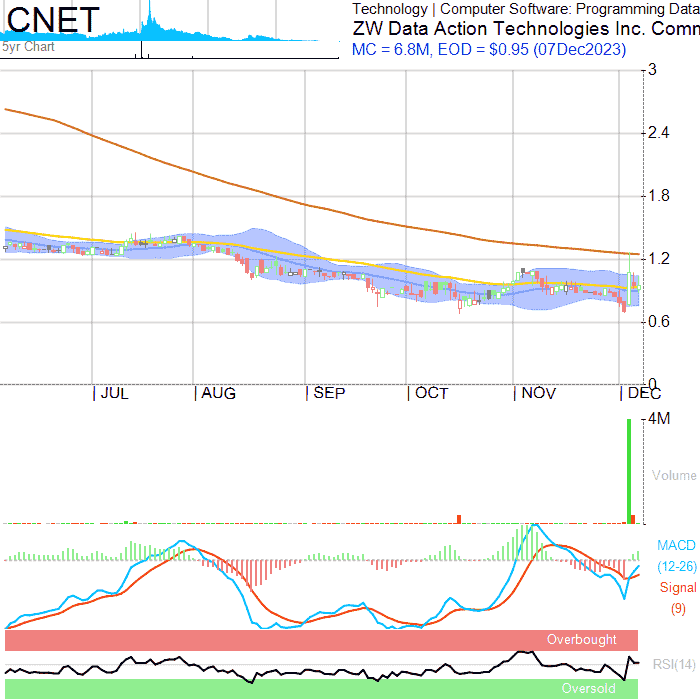 CNET
Technology | Computer Software: Programming Data
ZW Data Action Technologies Inc. Comm
5yr Chart
MC = 6.8M, EOD = $0.95 (07Dec2023)
3
2.4
1.8
1.2
0.6
0
JUL AUG SEP OCT NOV DEC
4M
Volume
MACD
(12-26)
Signal
(9)
Overbought
RSI(14)
Oversold